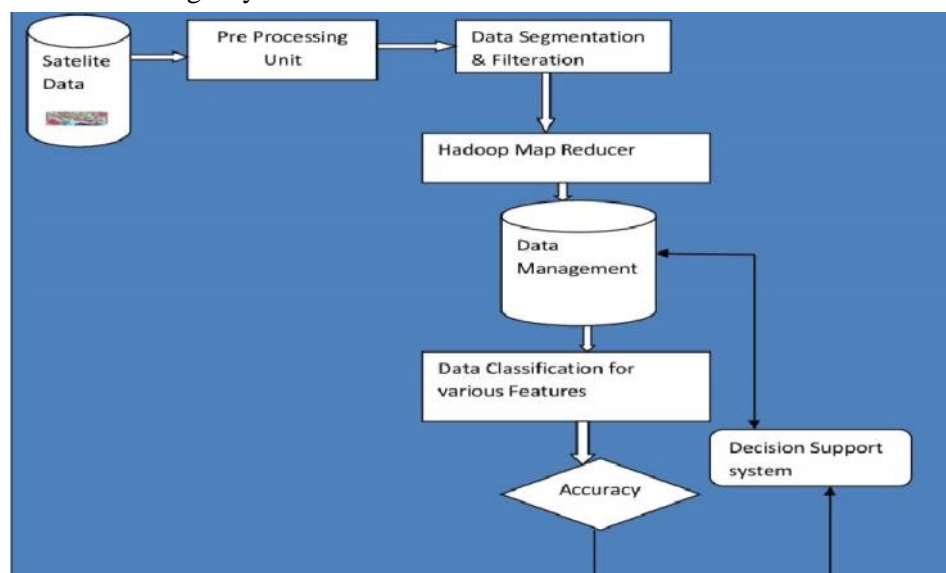 Satelite
Data
Pre Processing
Unit
Data Segmentation
& Filteration
Hadoop Map Reducer
Data
Management
Data Classification for
various Features
Decision Support
system
Accuracy